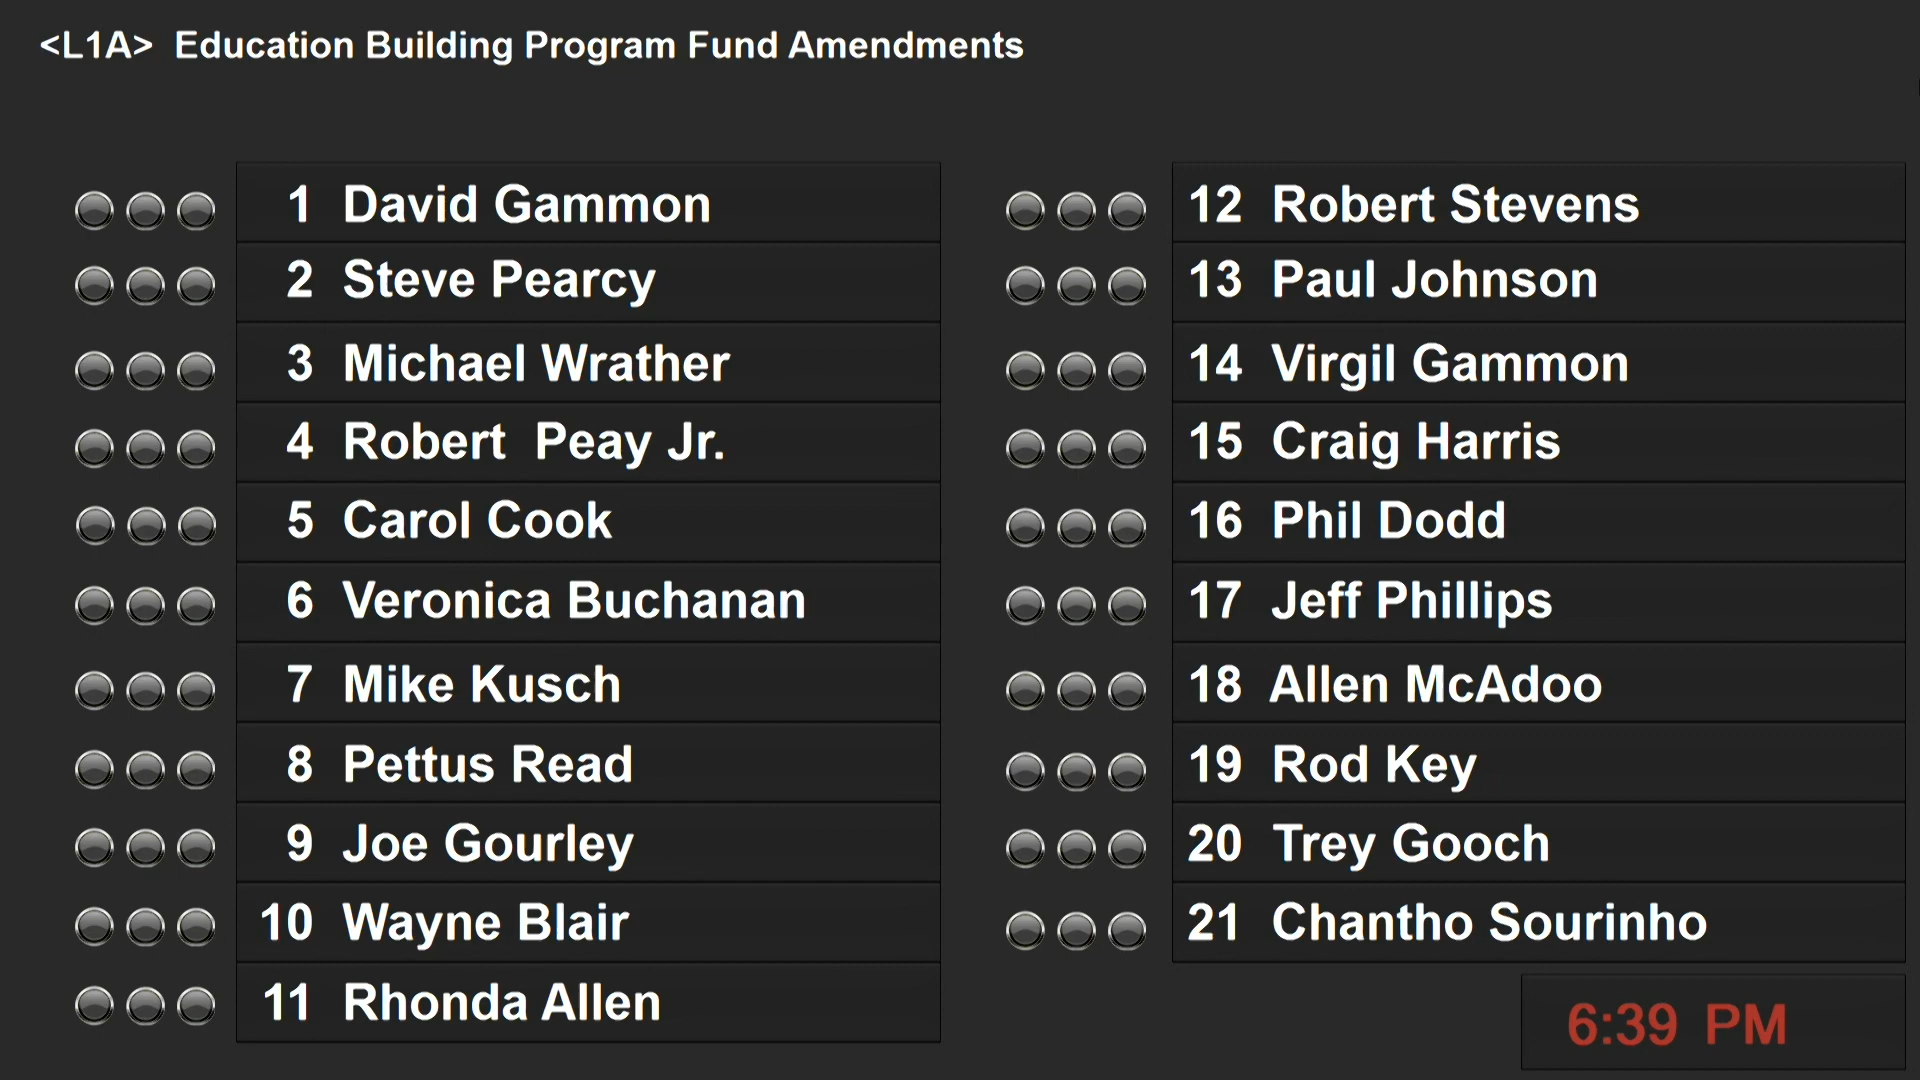 <L1A> Education Building Program Fund Amendments
1 David Gammon
2 Steve Pearcy
3 Michael Wrather
4 Robert  Peay Jr.
5 Carol Cook
6 Veronica Buchanan
7 Mike Kusch
8 Pettus Read
9 Joe Gourley
10 Wayne Blair
11 Rhonda Allen
12 Robert Stevens
13 Paul Johnson
14 Virgil Gammon
15 Craig Harris
16 Phil Dodd
17 Jeff Phillips
18 Allen McAdoo
19 Rod Key
20 Trey Gooch
21 Chantho Sourinho
6:39 PM